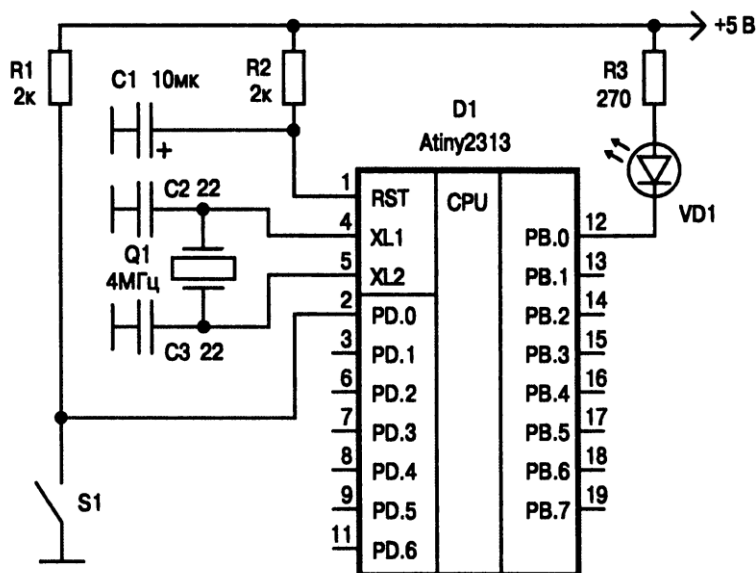 +5 В
R1
2к
C1 10мк
R2
2к
R3
270
D1
Atiny2313
VD1
C2 22
Q1
4МГц
C3 22
S1
CPU
1 RST
4 XL1
5 XL2
2 PD.0
3 PD.1
6 PD.2
7 PD.3
8 PD.4
9 PD.5
11 PD.6
PB.0 12
PB.1 13
PB.2 14
PB.3 15
PB.4 16
PB.5 17
PB.6 18
PB.7 19
+